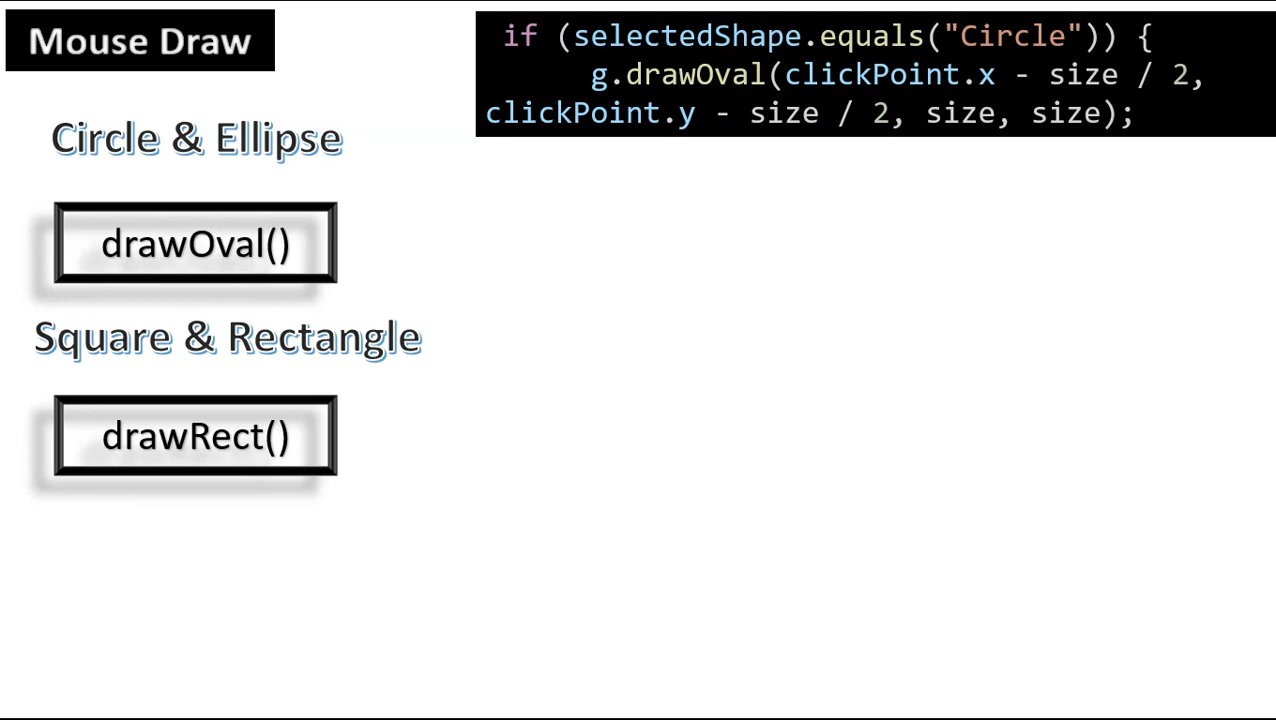 Mouse Draw
if (selectedShape.equals("Circle")) {
g.drawOval(clickPoint.x - size / 2,
clickPoint.y - size / 2, size, size);
Circle & Ellipse
drawOval()
Square & Rectangle
drawRect()